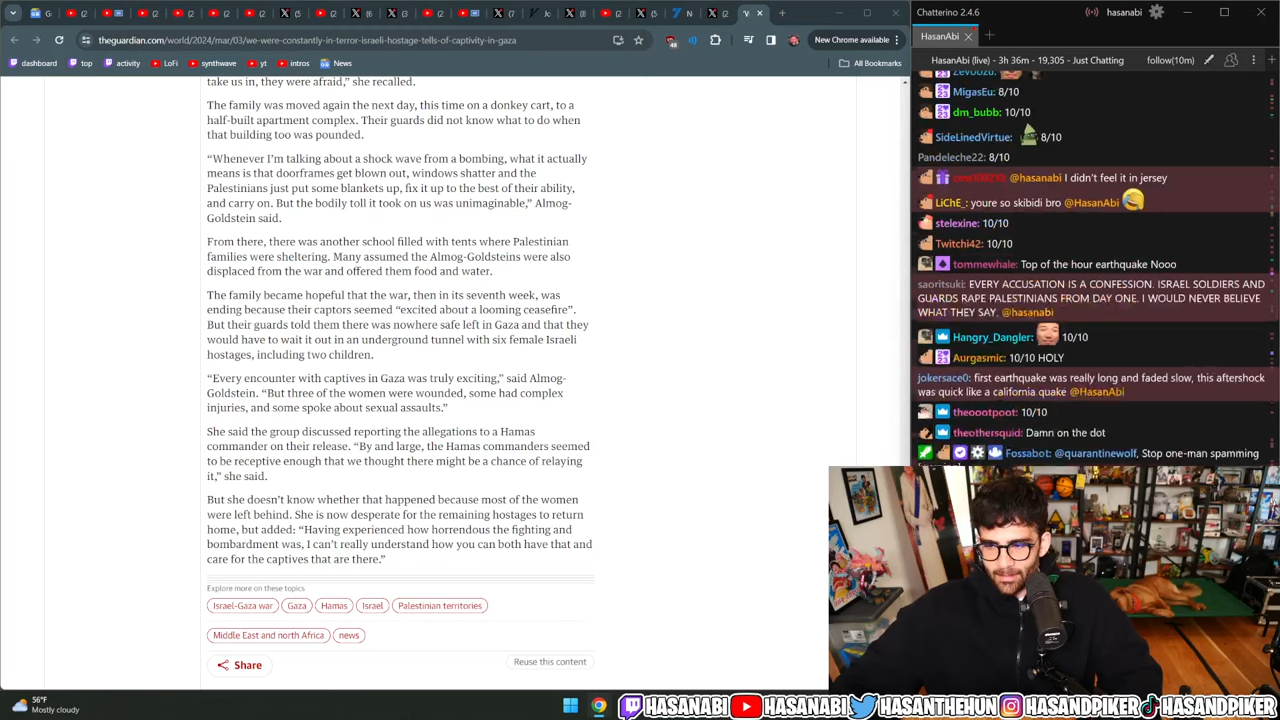 theguardian.com/world/2024/mar/03/we-were-constantly-in-terror-israeli-hostage-tells-of-captivity-in-gaza
New Chrome available
dashboard
top
activity
LoFi
synthwave
yt
intros
News
All Bookmarks
take us in, they were afraid,” she recalled.
The family was moved again the next day, this time on a donkey cart, to a
half-built apartment complex. Their guards did not know what to do when
that building too was pounded.
“Whenever I’m talking about a shock wave from a bombing, what it actually
means is that doorframes get blown out, windows shatter and the
Palestinians just put some blankets up, fix it up to the best of their ability,
and carry on. But the bodily toll it took on us was unimaginable,” Almog-
Goldstein said.
From there, there was another school filled with tents where Palestinian
families were sheltering. Many assumed the Almog-Goldsteins were also
displaced from the war and offered them food and water.
The family became hopeful that the war, then in its seventh week, was
ending because their captors seemed “excited about a looming ceasefire”.
But their guards told them there was nowhere safe left in Gaza and that they
would have to wait it out in an underground tunnel with six female Israeli
hostages, including two children.
“Every encounter with captives in Gaza was truly exciting,” said Almog-
Goldstein. “But three of the women were wounded, some had complex
injuries, and some spoke about sexual assaults.”
She said the group discussed reporting the allegations to a Hamas
commander on their release. “By and large, the Hamas commanders seemed
to be receptive enough that we thought there might be a chance of relaying
it,” she said.
But she doesn’t know whether that happened because most of the women
were left behind. She is now desperate for the remaining hostages to return
home, but added: “Having experienced how horrendous the fighting and
bombardment was, I can’t really understand how you can both have that and
care for the captives that are there.”
Explore more on these topics
Israel-Gaza war
Gaza
Hamas
Israel
Palestinian territories
Middle East and north Africa
news
Share
Reuse this content
56°F
Mostly cloudy
Chatterino 2.4.6
hasanabi
HasanAbi
HasanAbi (live) - 3h 36m - 19,305 - Just Chatting
follow(10m)
Zevoozu:
MigasEu: 8/10
dm_bubb: 10/10
SideLinedVirtue: 8/10
Pandeleche22: 8/10
@hasanabi I didn't feel it in jersey
LiChE_: youre so skibidi bro @HasanAbi
stelexine: 10/10
Twitchi42: 10/10
tommewhale: Top of the hour earthquake Nooo
saoritsuki: EVERY ACCUSATION IS A CONFESSION. ISRAEL SOLDIERS AND
GUARDS RAPE PALESTINIANS FROM DAY ONE. I WOULD NEVER BELIEVE
WHAT THEY SAY. @hasanabi
Hangry_Dangler: 10/10
Aurgasmic: 10/10 HOLY
jokersace0: first earthquake was really long and faded slow, this aftershock
was quick like a california quake @HasanAbi
theoootpoot: 10/10
theothersquid: Damn on the dot
Fossabot: @quarantinewolf, Stop one-man spamming
HASANABI
HASANABI
HASANTHEHUN
HASANDPIKER
HASANDPIKER